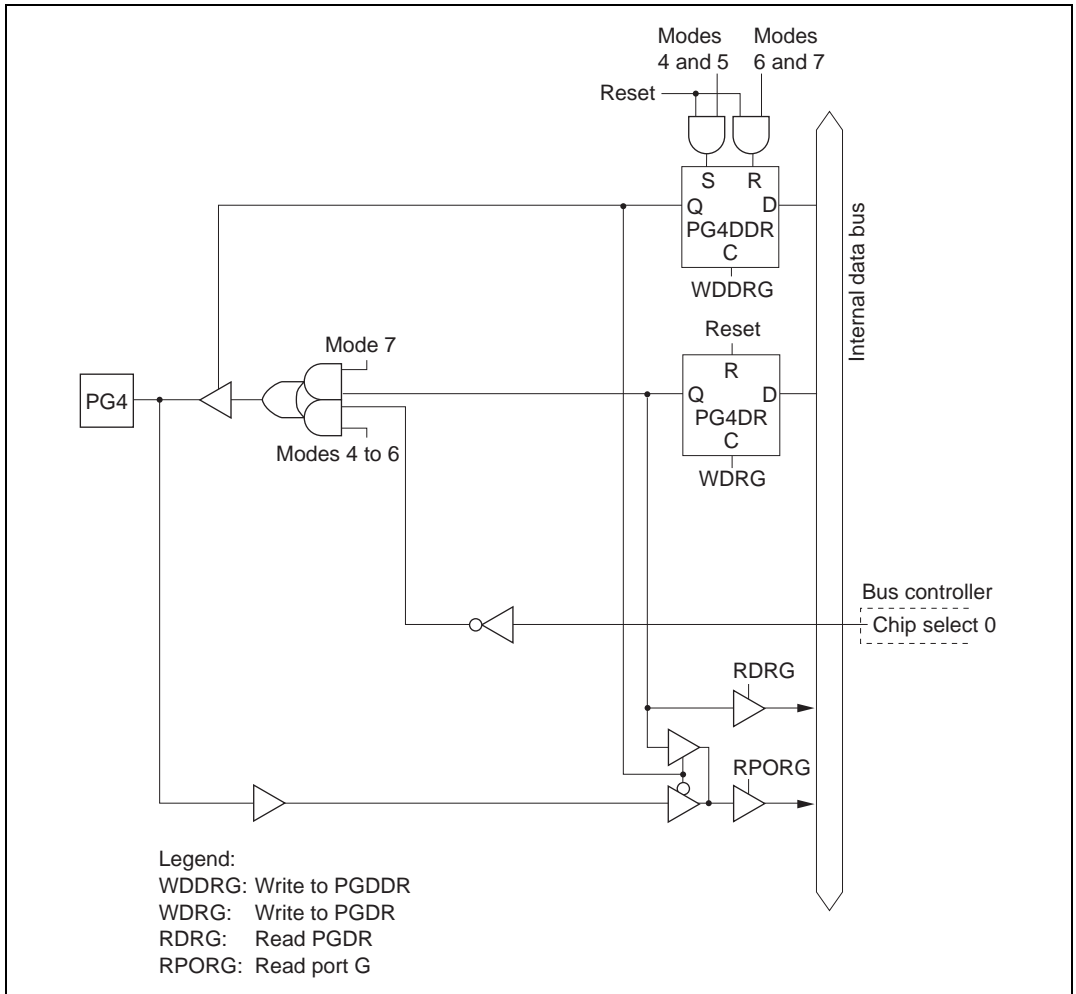 Modes
4 and 5
Modes
6 and 7
Reset
S R
Q D
PG4DDR
C
WDDRG
Internal data bus
Reset
R
Q D
PG4DR
C
WDRG
Mode 7
PG4
Modes 4 to 6
Bus controller
Chip select 0
RDRG
RPORG
Legend:
WDDRG: Write to PGDDR
WDRG: Write to PGDR
RDRG: Read PGDR
RPORG: Read port G